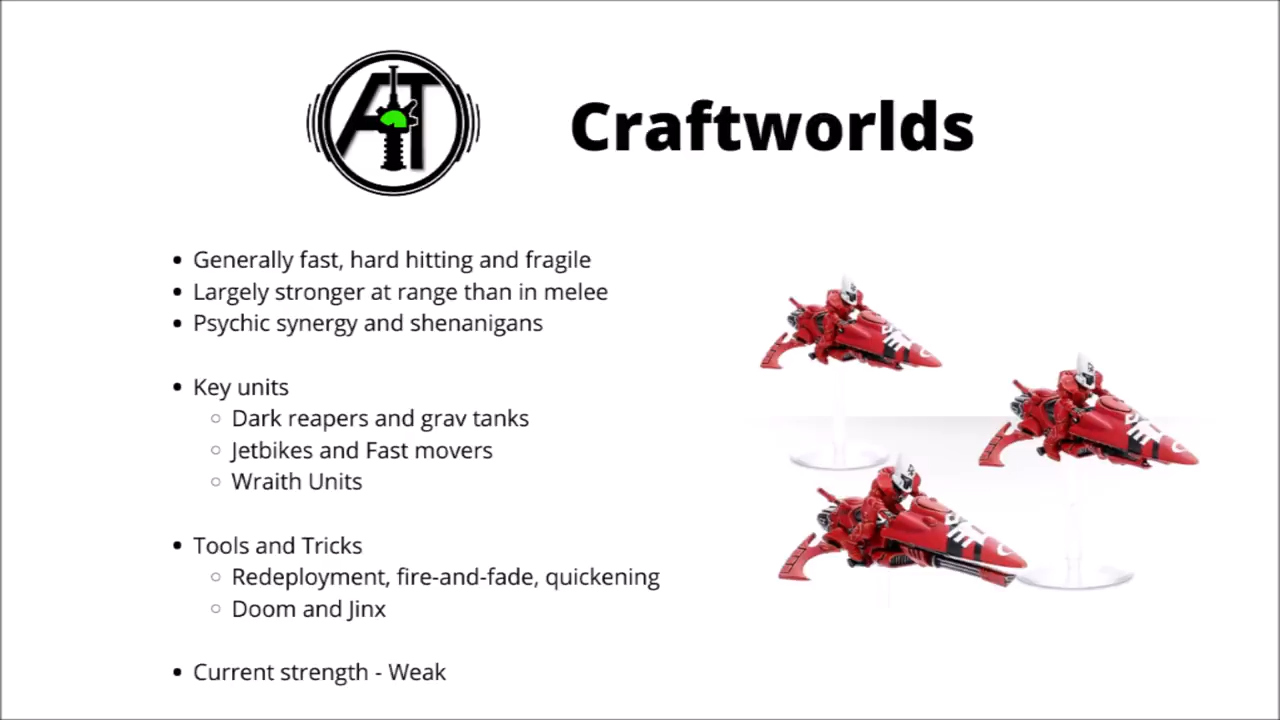 AT
Craftworlds
• Generally fast, hard hitting and fragile
• Largely stronger at range than in melee
• Psychic synergy and shenanigans
• Key units
○ Dark reapers and grav tanks
○ Jetbikes and Fast movers
○ Wraith Units
• Tools and Tricks
○ Redeployment, fire-and-fade, quickening
○ Doom and Jinx
• Current strength - Weak